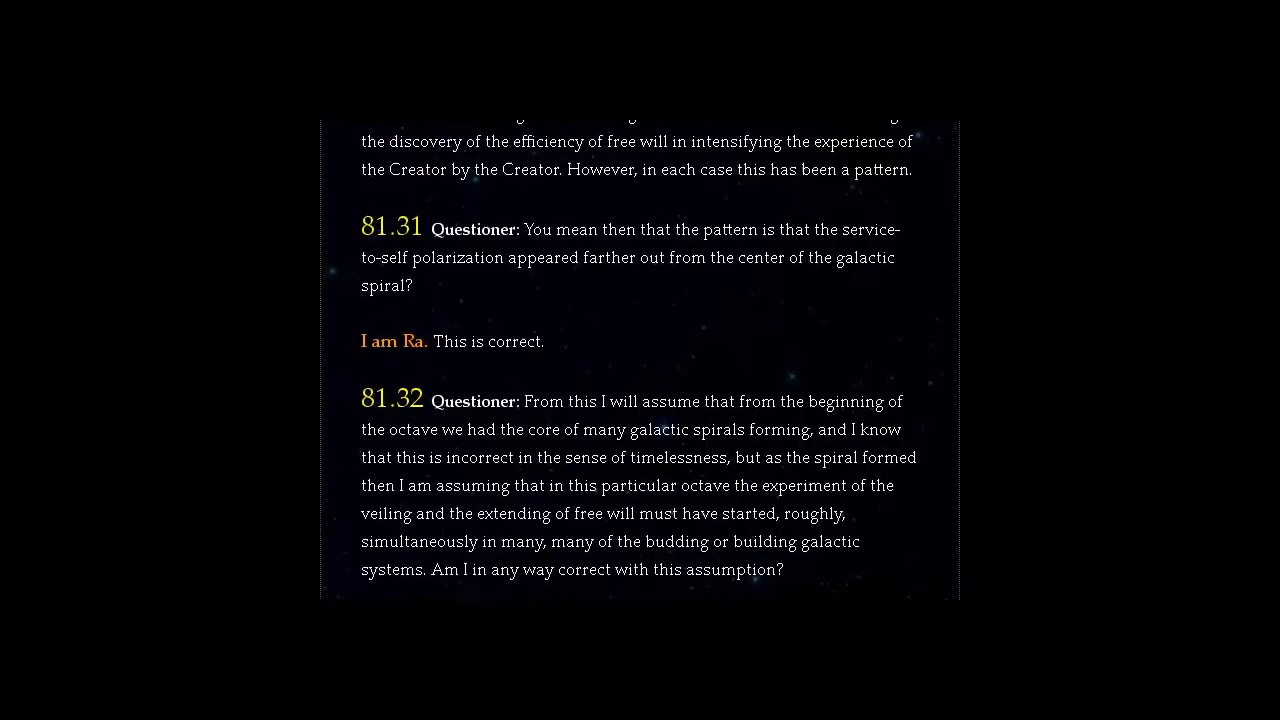 the discovery of the efficiency of free will in intensifying the experience of
the Creator by the Creator. However, in each case this has been a pattern.
81.31 Questioner: You mean then that the pattern is that the service-
to-self polarization appeared farther out from the center of the galactic
spiral?
I am Ra. This is correct.
81.32 Questioner: From this I will assume that from the beginning of
the octave we had the core of many galactic spirals forming, and I know
that this is incorrect in the sense of timelessness, but as the spiral formed
then I am assuming that in this particular octave the experiment of the
veiling and the extending of free will must have started, roughly,
simultaneously in many, many of the budding or building galactic
systems. Am I in any way correct with this assumption?